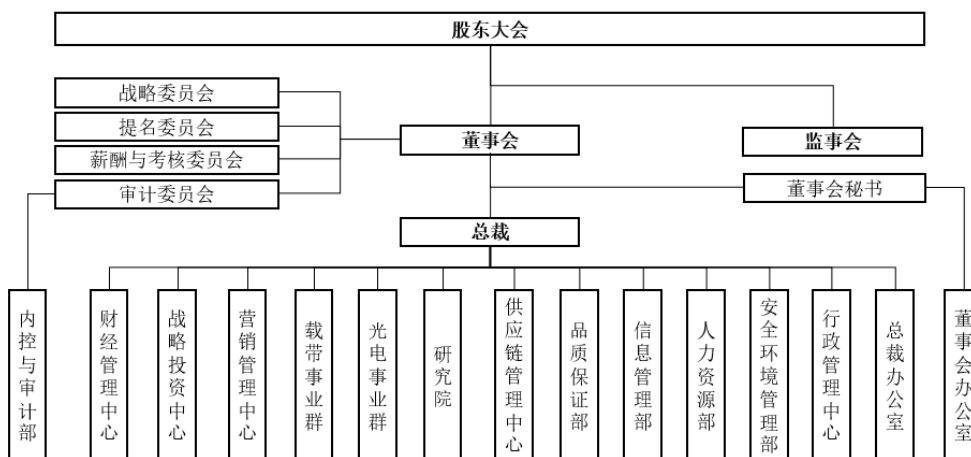 股东大会
战略委员会
提名委员会
董事会
监事会
薪酬与考核委员会
审计委员会
董事会秘书
总裁
内控与审计部
财经管理中心
战略投资中心
营销管理中心
载带事业群
光电事业群
研究院
供应链管理中心
品质保证部
信息管理部
人力资源部
安全环境管理部
行政管理中心
总裁办公室
董事会办公室